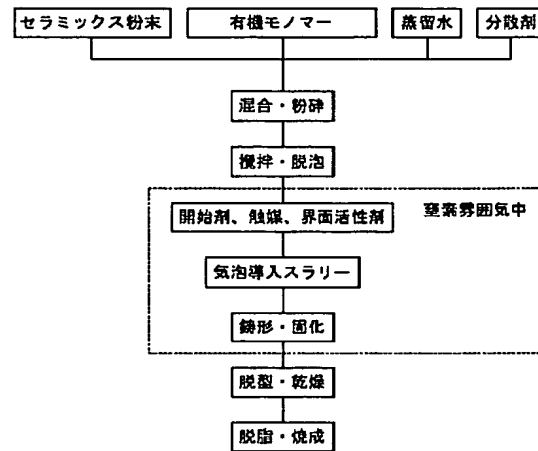 セラミックス粉末
有機モノマー
蒸留水
分散剤
混合・粉砕
攪拌・脱泡
開始剤、触媒、界面活性剤
窒素雰囲気中
気泡導入スラリー
鋳形・固化
脱型・乾燥
脱脂・焼成